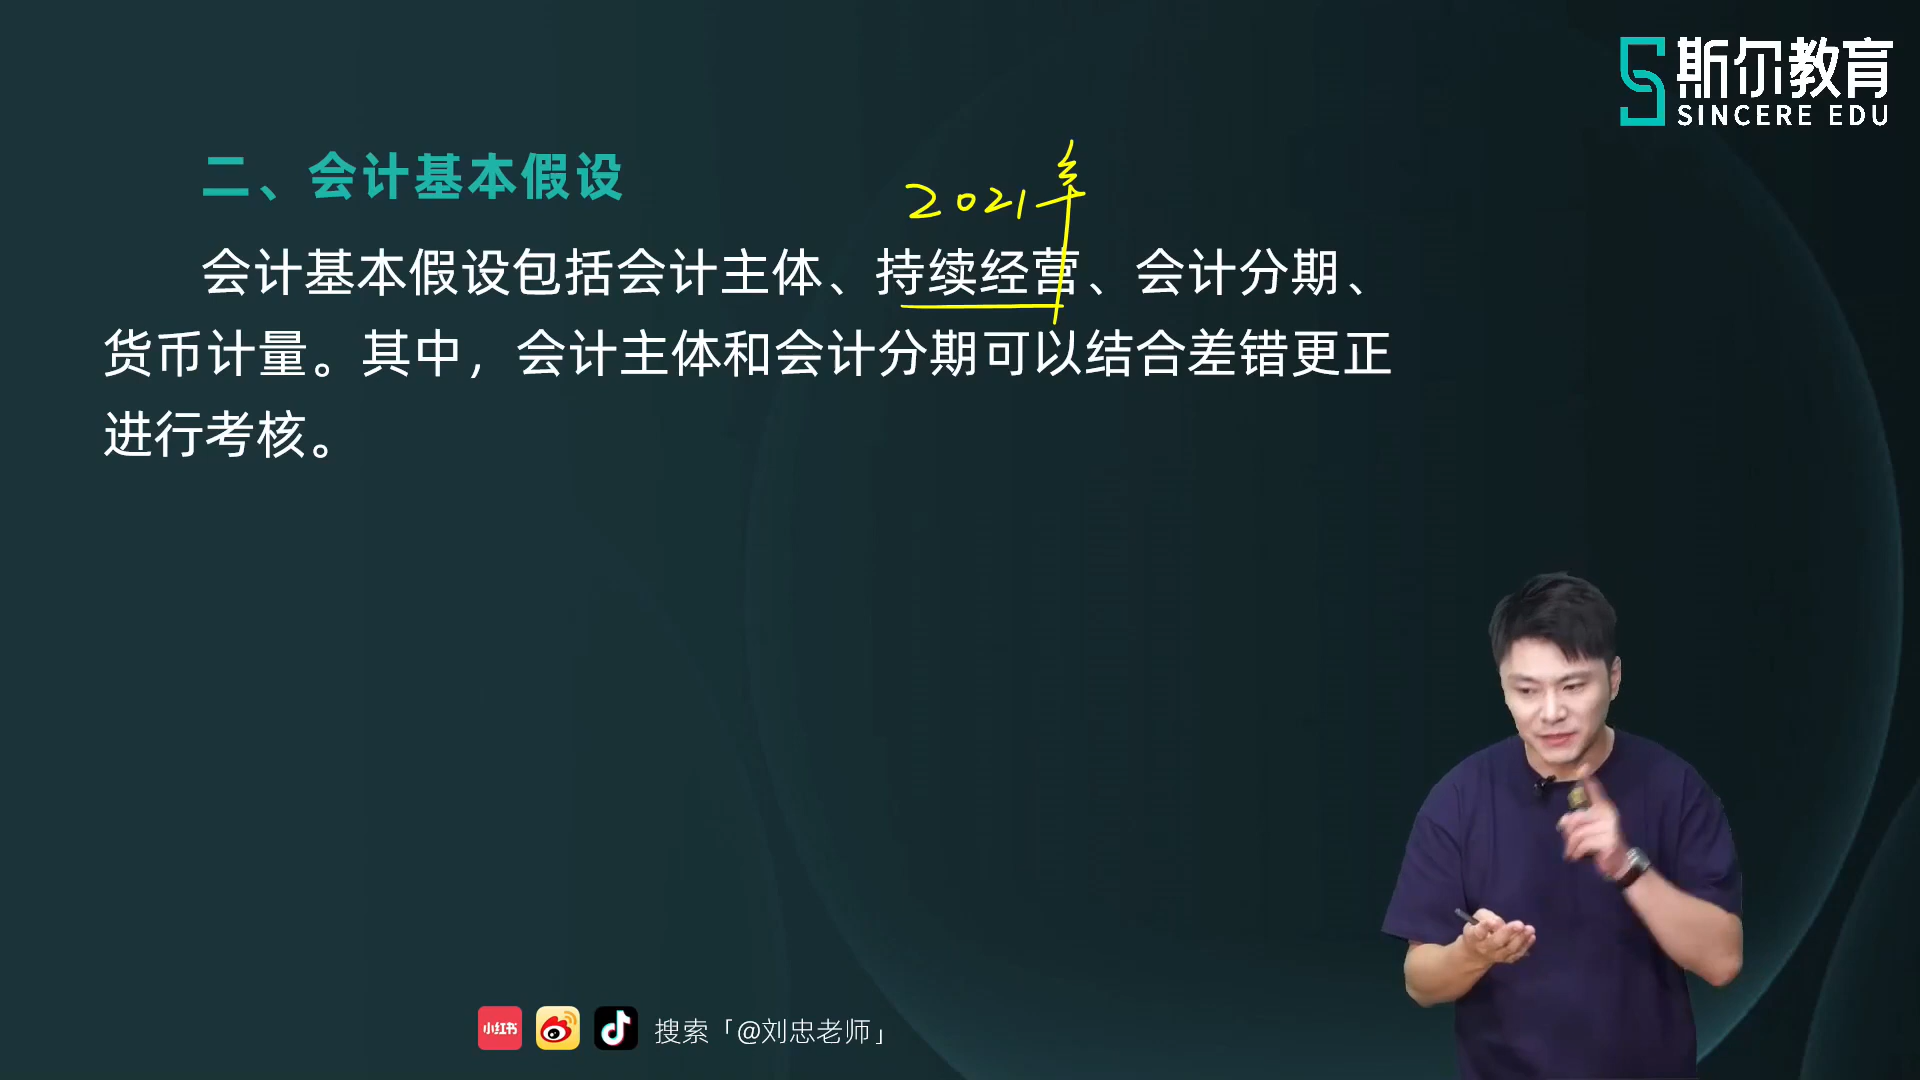 斯尔教育
SINCERE EDU
二、会计基本假设
2021年
会计基本假设包括会计主体、持续经营、会计分期、
货币计量。其中，会计主体和会计分期可以结合差错更正
进行考核。
小红书
搜索「@刘忠老师」